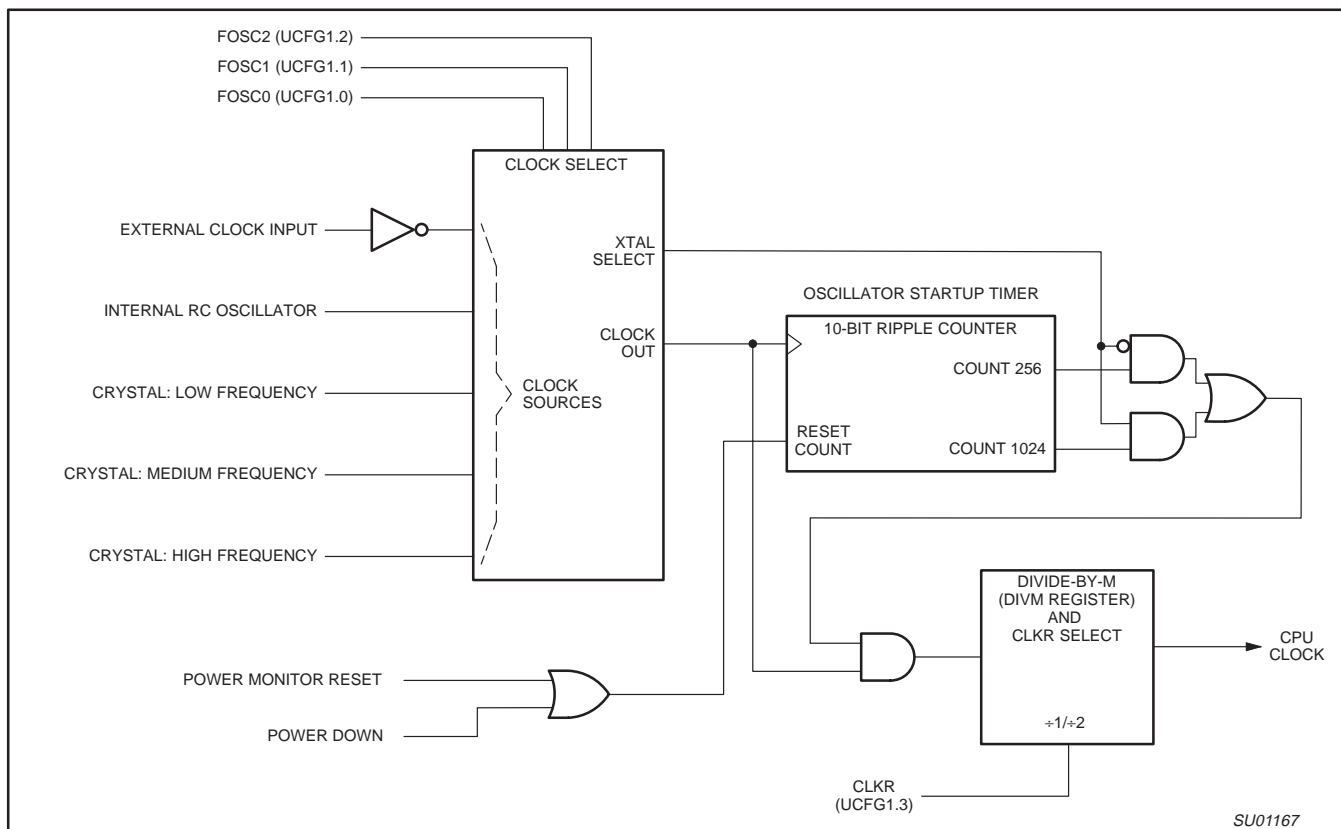 FOSC2 (UCFG1.2)
FOSC1 (UCFG1.1)
FOSC0 (UCFG1.0)
CLOCK SELECT
EXTERNAL CLOCK INPUT
XTAL
SELECT
OSCILLATOR STARTUP TIMER
INTERNAL RC OSCILLATOR
10-BIT RIPPLE COUNTER
CLOCK
OUT
COUNT 256
CRYSTAL: LOW FREQUENCY
CLOCK
SOURCES
RESET
COUNT
COUNT 1024
CRYSTAL: MEDIUM FREQUENCY
CRYSTAL: HIGH FREQUENCY
DIVIDE-BY-M
(DIVM REGISTER)
AND
CLKR SELECT
CPU
CLOCK
POWER MONITOR RESET
POWER DOWN
÷1/÷2
CLKR
(UCFG1.3)
SU01167